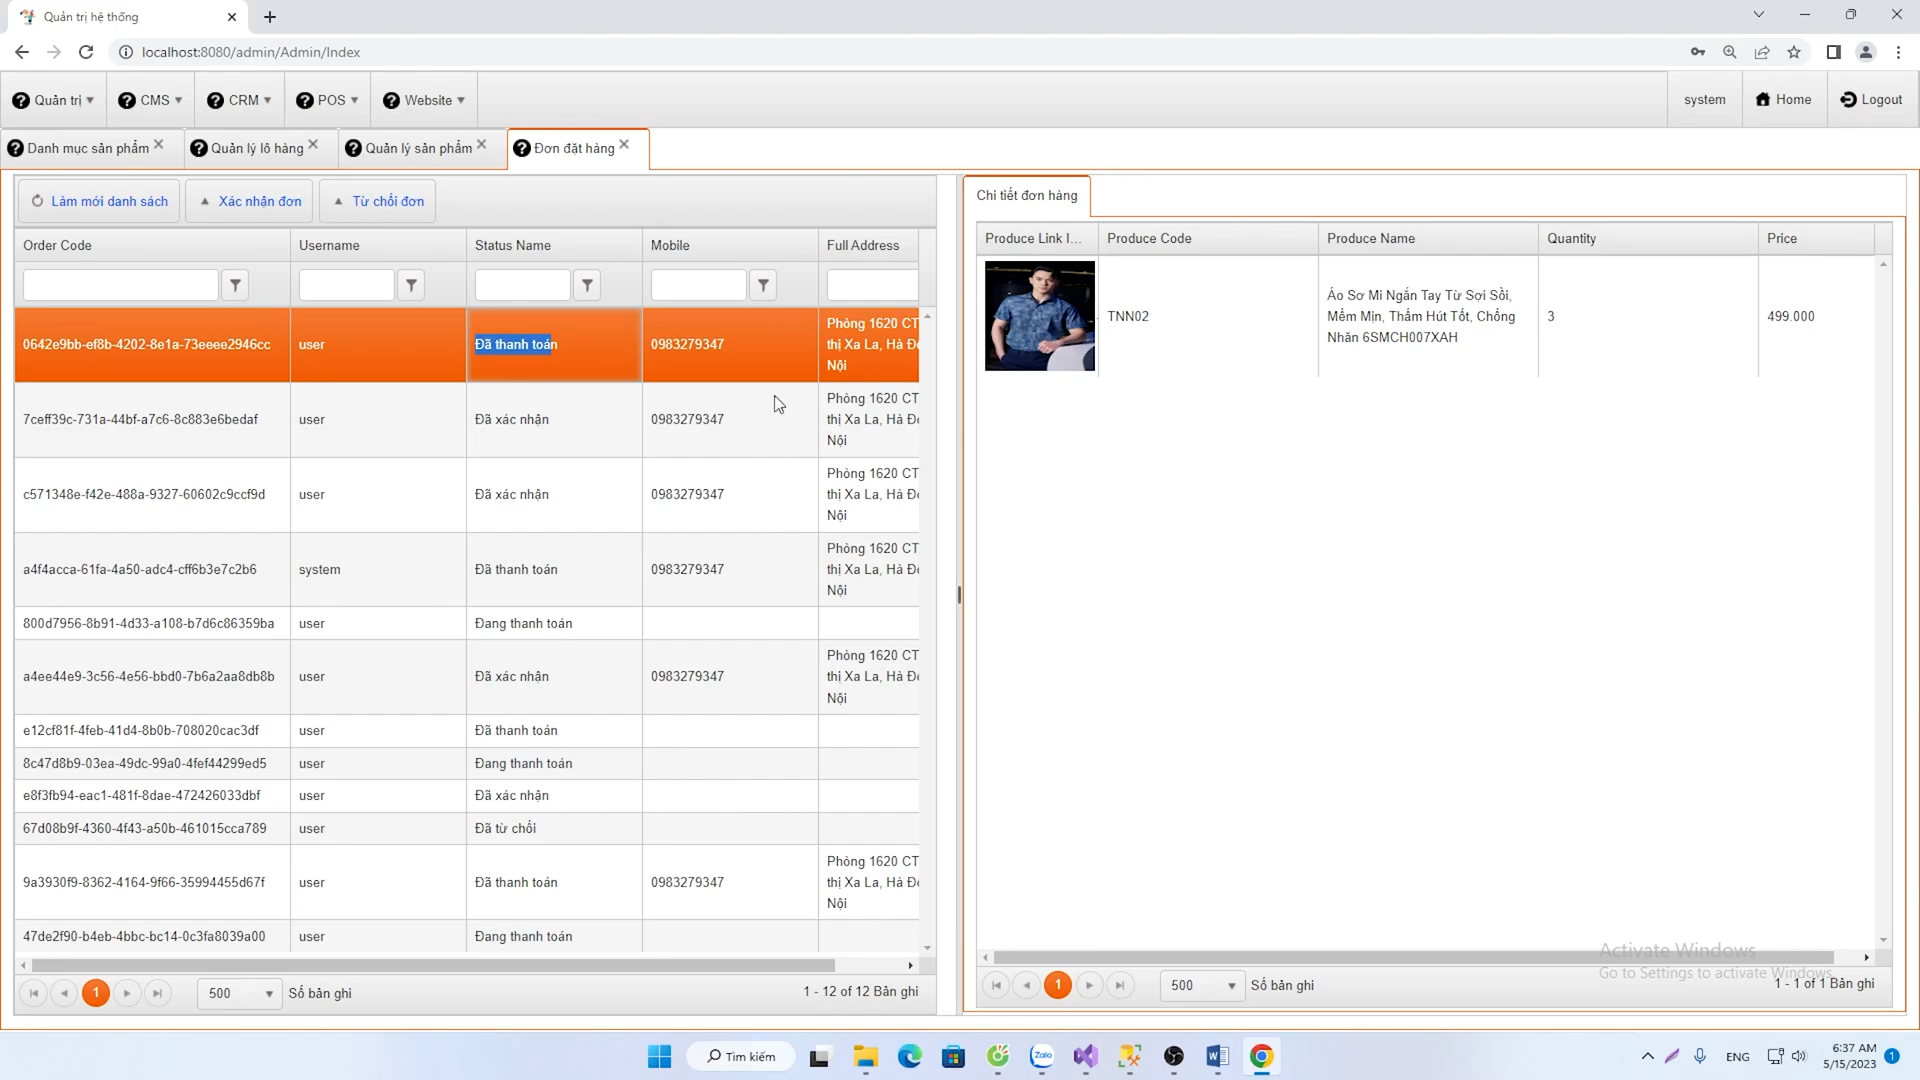 Quản trị hệ thống
localhost:8080/admin/Admin/Index
Quản trị
CMS
CRM
POS
Website
system
Home
Logout
Danh mục sản phẩm
Quản lý lô hàng
Quản lý sản phẩm
Đơn đặt hàng
Làm mới danh sách
Xác nhận đơn
Từ chối đơn
Order Code
Username
Status Name
Mobile
Full Address
0642e9bb-ef8b-4202-8e1a-73eeee2946cc
user
Đã thanh toán
0983279347
Phòng 1620 CT
thị Xa La, Hà Đ
Nội
7ceff39c-731a-44bf-a7c6-8c883e6bedaf
user
Đã xác nhận
0983279347
Phòng 1620 CT
thị Xa La, Hà Đ
Nội
c571348e-f42e-488a-9327-60602c9ccf9d
user
Đã xác nhận
0983279347
Phòng 1620 CT
thị Xa La, Hà Đ
Nội
a4f4acca-61fa-4a50-adc4-cff6b3e7c2b6
system
Đã thanh toán
0983279347
Phòng 1620 CT
thị Xa La, Hà Đ
Nội
800d7956-8b91-4d33-a108-b7d6c86359ba
user
Đang thanh toán
a4ee44e9-3c56-4e56-bbd0-7b6a2aa8db8b
user
Đã xác nhận
0983279347
Phòng 1620 CT
thị Xa La, Hà Đ
Nội
e12cf81f-4feb-41d4-8b0b-708020cac3df
user
Đã thanh toán
8c47d8b9-03ea-49dc-99a0-4fef44299ed5
user
Đang thanh toán
e8f3fb94-eac1-481f-8dae-472426033dbf
user
Đã xác nhận
67d08b9f-4360-4f43-a50b-461015cca789
user
Đã từ chối
9a3930f9-8362-4164-9f66-35994455d67f
user
Đã thanh toán
0983279347
Phòng 1620 CT
thị Xa La, Hà Đ
Nội
47de2f90-b4eb-4bbc-bc14-0c3fa8039a00
user
Đang thanh toán
1
500
Số bản ghi
1 - 12 of 12 Bản ghi
Chi tiết đơn hàng
Produce Link I...
Produce Code
Produce Name
Quantity
Price
TNN02
Áo Sơ Mi Ngắn Tay Từ Sợi Sồi,
Mềm Mịn, Thấm Hút Tốt, Chống
Nhăn 6SMCH007XAH
3
499.000
1
500
Số bản ghi
1 - 1 of 1 Bản ghi
Activate Windows
Go to Settings to activate Windows.
Tìm kiếm
Zalo
ENG
6:37 AM
5/15/2023
1